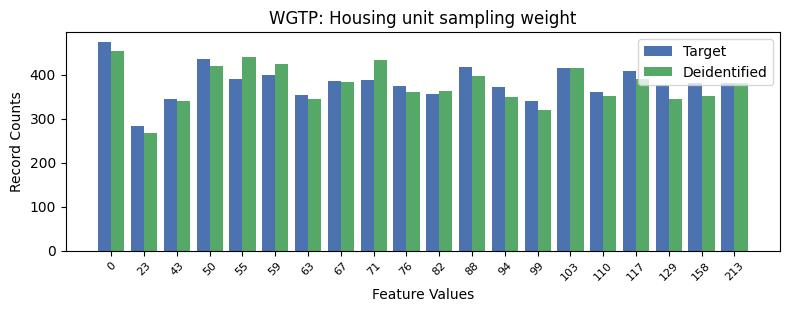 WGTP: Housing unit sampling weight
Target
Deidentified
Record Counts
400
300
200
100
0
0 23 43 50 55 59 63 67 71 76 82 88 94 99 103 110 117 129 158 213
Feature Values